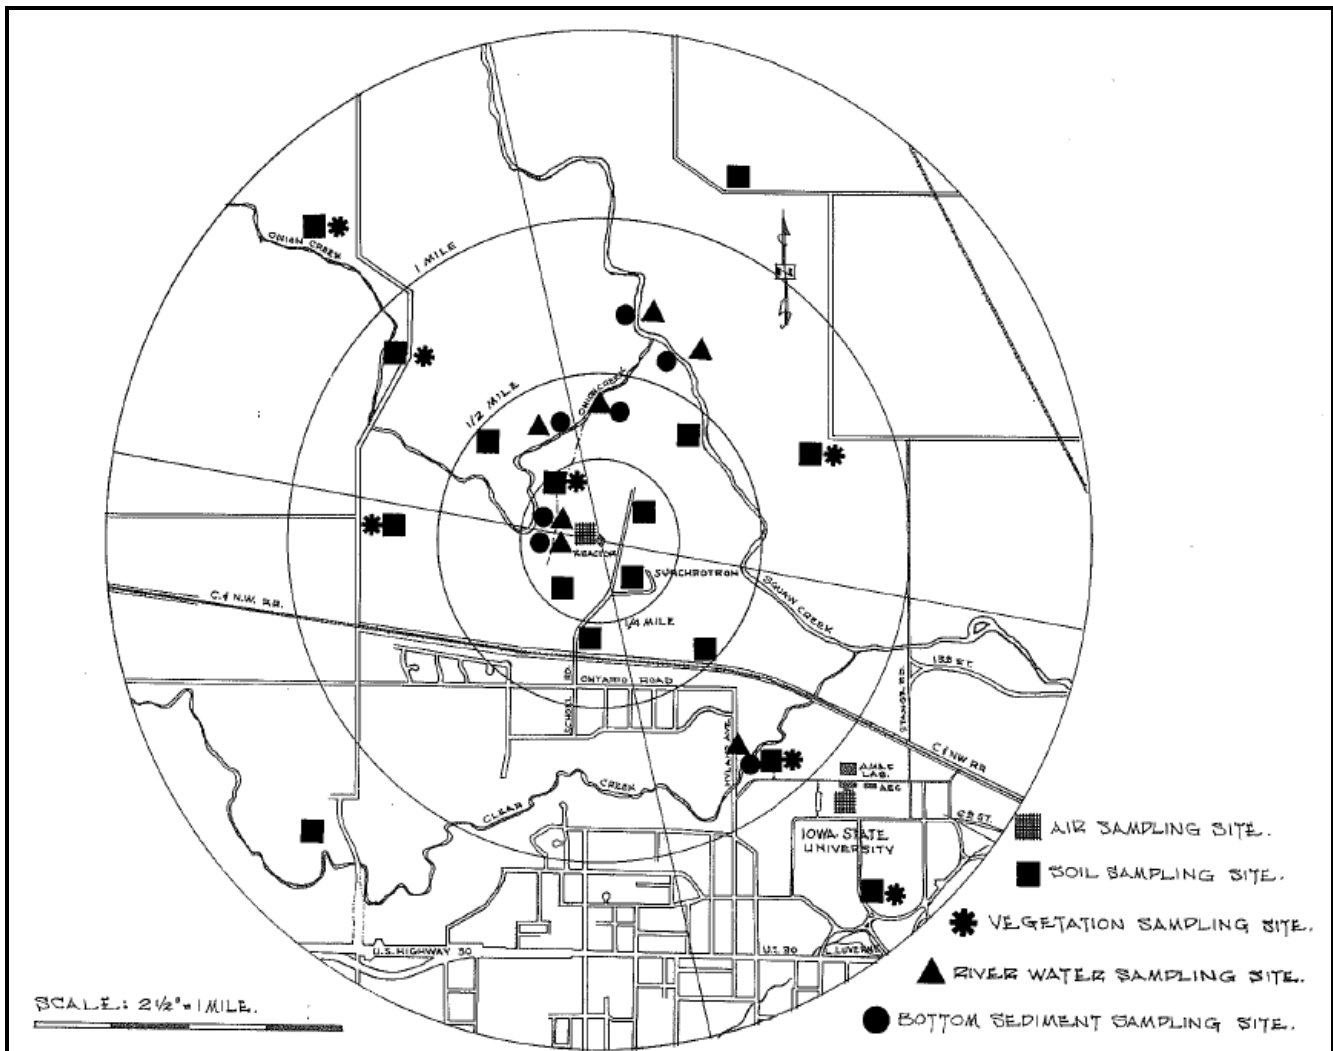 ONION CREEK
1 MILE
1/2 MILE
ONION CREEK
REACTOR
SYNCHROTRON
1/4 MILE
SQUAW CREEK
C.&N.W. RR.
ONTARIO ROAD
SCHOLL RD
13th ST.
STANGE RD.
HYLAND AVE.
C&NW RR
CLEAR
CREEK
LAB.
AEC
IOWA STATE
UNIVERSITY
U.S. HIGHWAY 30
U.S. 30
AIR SAMPLING SITE.
SOIL SAMPLING SITE.
VEGETATION SAMPLING SITE.
RIVER WATER SAMPLING SITE.
BOTTOM SEDIMENT SAMPLING SITE.
SCALE: 2 1/2" = 1 MILE.